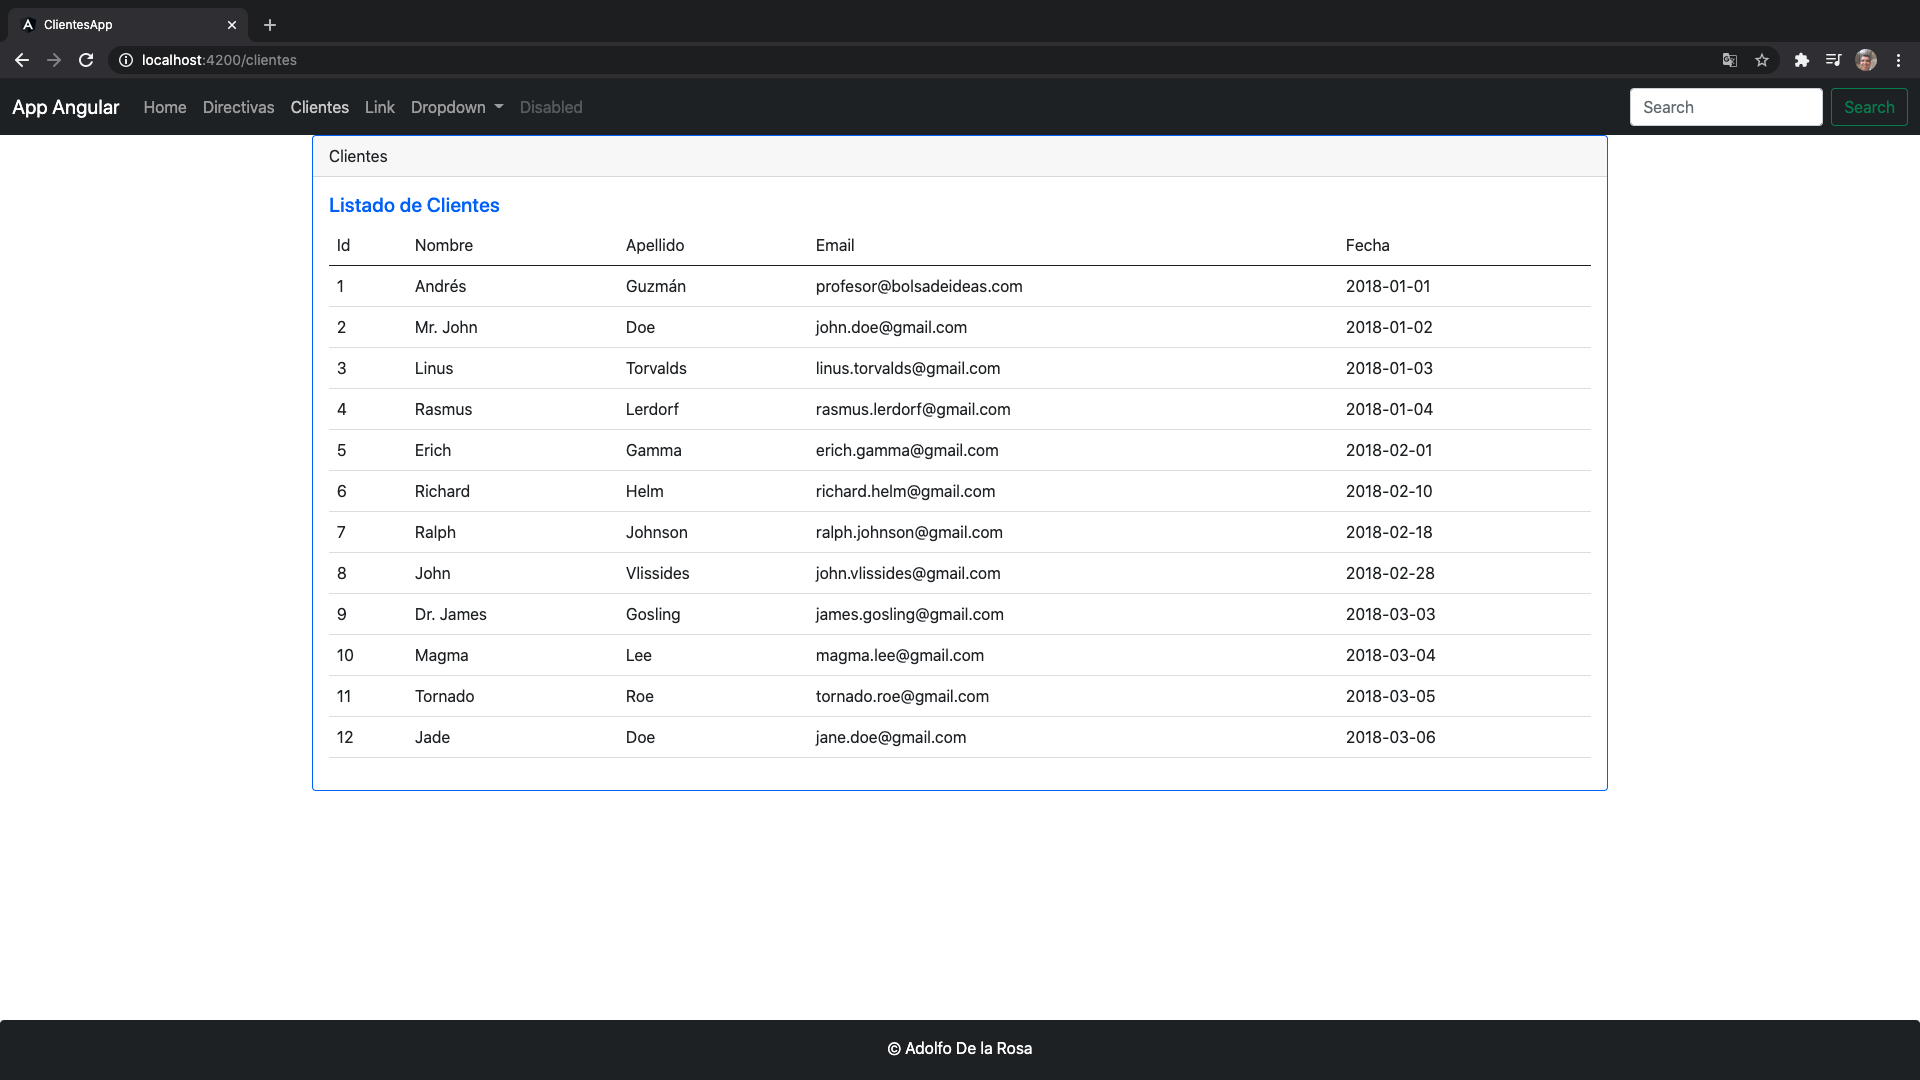 ClientesApp
localhost:4200/clientes
App Angular Home Directivas Clientes Link Dropdown Disabled Search Search
Clientes
Listado de Clientes
Id Nombre Apellido Email Fecha
1 Andrés Guzmán profesor@bolsadeideas.com 2018-01-01
2 Mr. John Doe john.doe@gmail.com 2018-01-02
3 Linus Torvalds linus.torvalds@gmail.com 2018-01-03
4 Rasmus Lerdorf rasmus.lerdorf@gmail.com 2018-01-04
5 Erich Gamma erich.gamma@gmail.com 2018-02-01
6 Richard Helm richard.helm@gmail.com 2018-02-10
7 Ralph Johnson ralph.johnson@gmail.com 2018-02-18
8 John Vlissides john.vlissides@gmail.com 2018-02-28
9 Dr. James Gosling james.gosling@gmail.com 2018-03-03
10 Magma Lee magma.lee@gmail.com 2018-03-04
11 Tornado Roe tornado.roe@gmail.com 2018-03-05
12 Jade Doe jane.doe@gmail.com 2018-03-06
© Adolfo De la Rosa